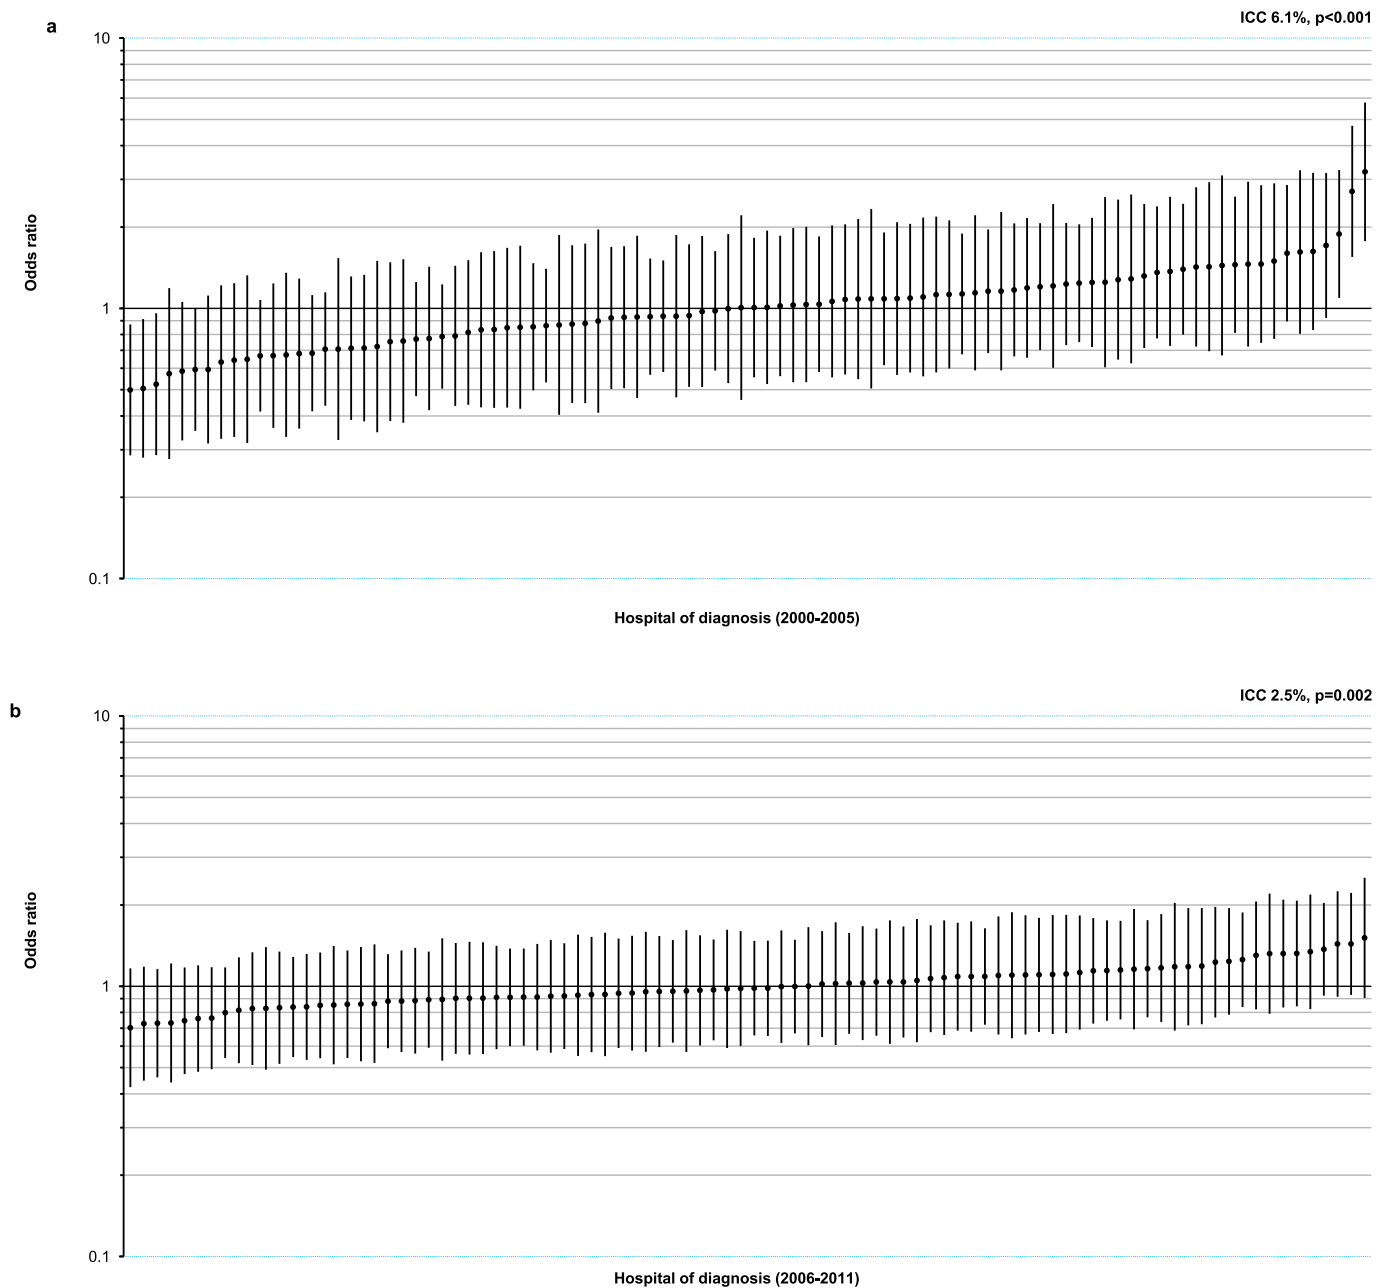 ICC 6.1%, p<0.001
a
10
Odds ratio
1
0.1
Hospital of diagnosis (2000-2005)
ICC 2.5%, p=0.002
b
10
Odds ratio
1
0.1
Hospital of diagnosis (2006-2011)